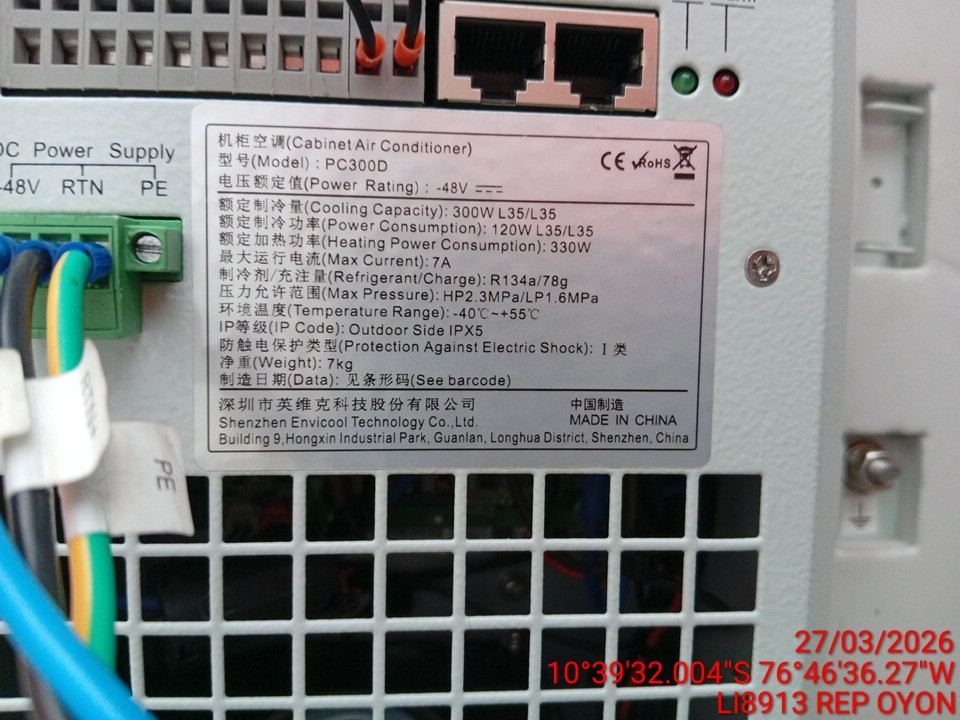 DC Power Supply
-48V RTN PE
机柜空调(Cabinet Air Conditioner)
型号(Model) : PC300D
CE RoHS
电压额定值(Power Rating) : -48V
额定制冷量(Cooling Capacity): 300W L35/L35
额定制冷功率(Power Consumption): 120W L35/L35
额定加热功率(Heating Power Consumption): 330W
最大运行电流(Max Current): 7A
制冷剂/充注量(Refrigerant/Charge): R134a/78g
压力允许范围(Max Pressure): HP2.3MPa/LP1.6MPa
环境温度(Temperature Range): -40℃~+55℃
IP等级(IP Code): Outdoor Side IPX5
防触电保护类型(Protection Against Electric Shock): I 类
净重(Weight): 7kg
制造日期(Data): 见条形码(See barcode)
深圳市英维克科技股份有限公司
中国制造
Shenzhen Envicool Technology Co.,Ltd.
MADE IN CHINA
Building 9,Hongxin Industrial Park, Guanlan, Longhua District, Shenzhen, China
PE
27/03/2026
10°39'32.004"S 76°46'36.27"W
LI8913 REP OYON